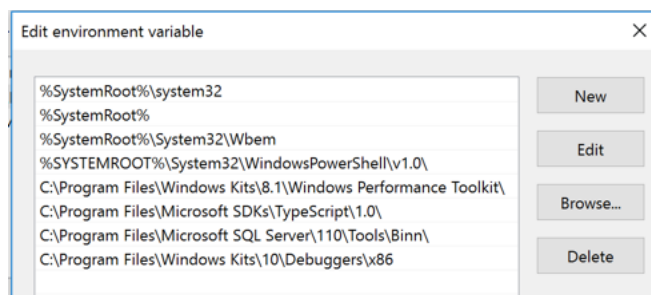 Edit environment variable
%SystemRoot%\system32
%SystemRoot%
%SystemRoot%\System32\Wbem
%SYSTEMROOT%\System32\WindowsPowerShell\v1.0\
C:\Program Files\Windows Kits\8.1\Windows Performance Toolkit\
C:\Program Files\Microsoft SDKs\TypeScript\1.0\
C:\Program Files\Microsoft SQL Server\110\Tools\Binn\
C:\Program Files\Windows Kits\10\Debuggers\x86
New
Edit
Browse...
Delete